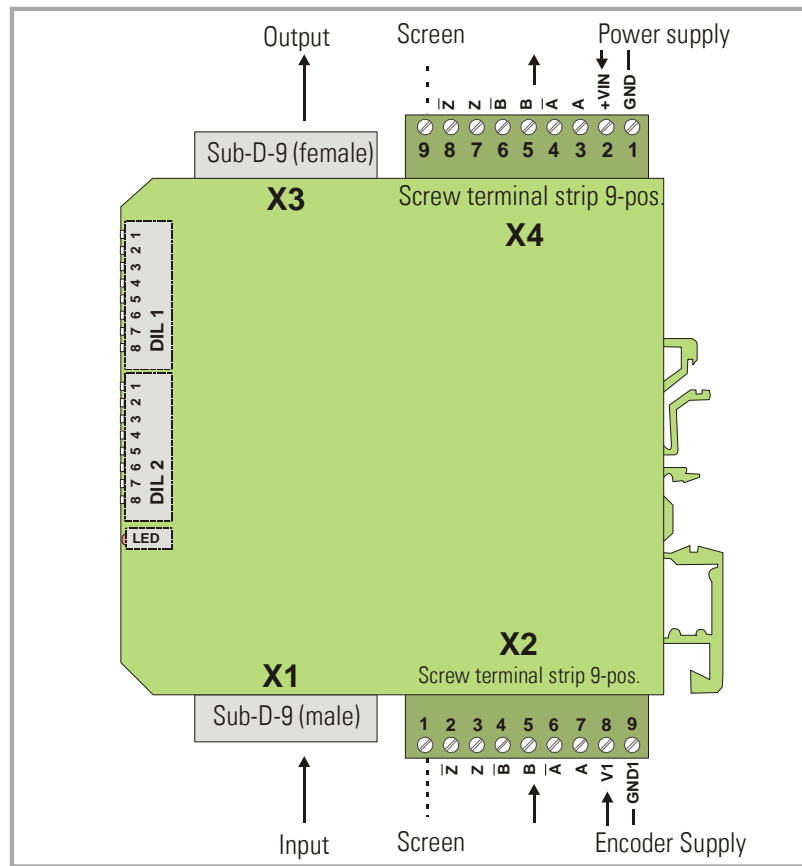 Output Screen Power supply
Z̅ Z B̅ B A̅ A +VIN GND
9 8 7 6 5 4 3 2 1
Sub-D-9 (female)
X3
Screw terminal strip 9-pos.
X4
1 2 3 4 5 6 7 8
DIL 1
1 2 3 4 5 6 7 8
DIL 2
LED
X2
Screw terminal strip 9-pos.
X1
Sub-D-9 (male)
1 2 3 4 5 6 7 8 9
Z̅ Z B̅ B A̅ A V1 GND1
Input Screen Encoder Supply